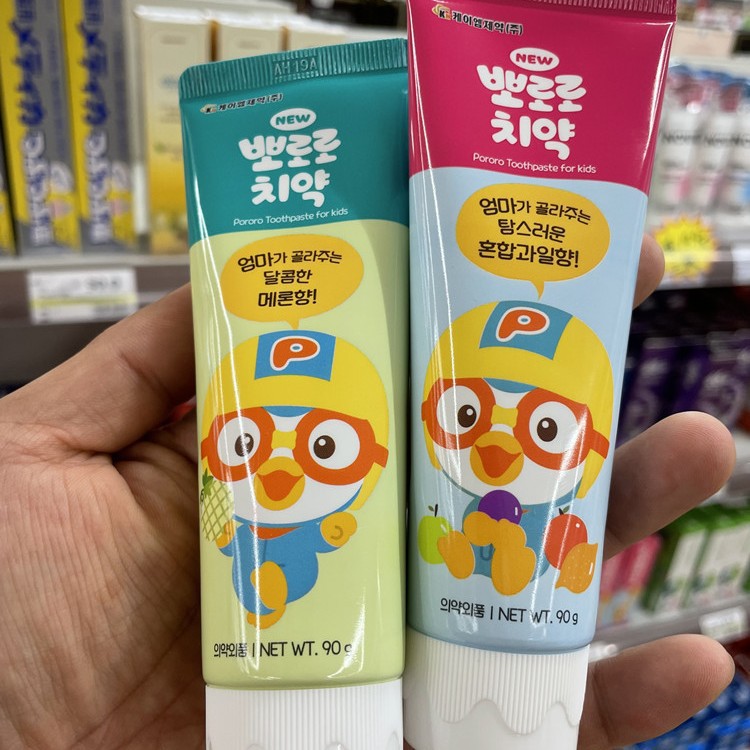 AH19A
케이엠제약(주)
NEW
뽀로로
치약
Pororo Toothpaste for kids
엄마가 골라주는
달콤한
메론향!
P
의약외품 | NET WT. 90 g
케이엠제약(주)
NEW
뽀로로
치약
Pororo Toothpaste for kids
엄마가 골라주는
탐스러운
혼합과일향!
P
의약외품 | NET WT. 90 g